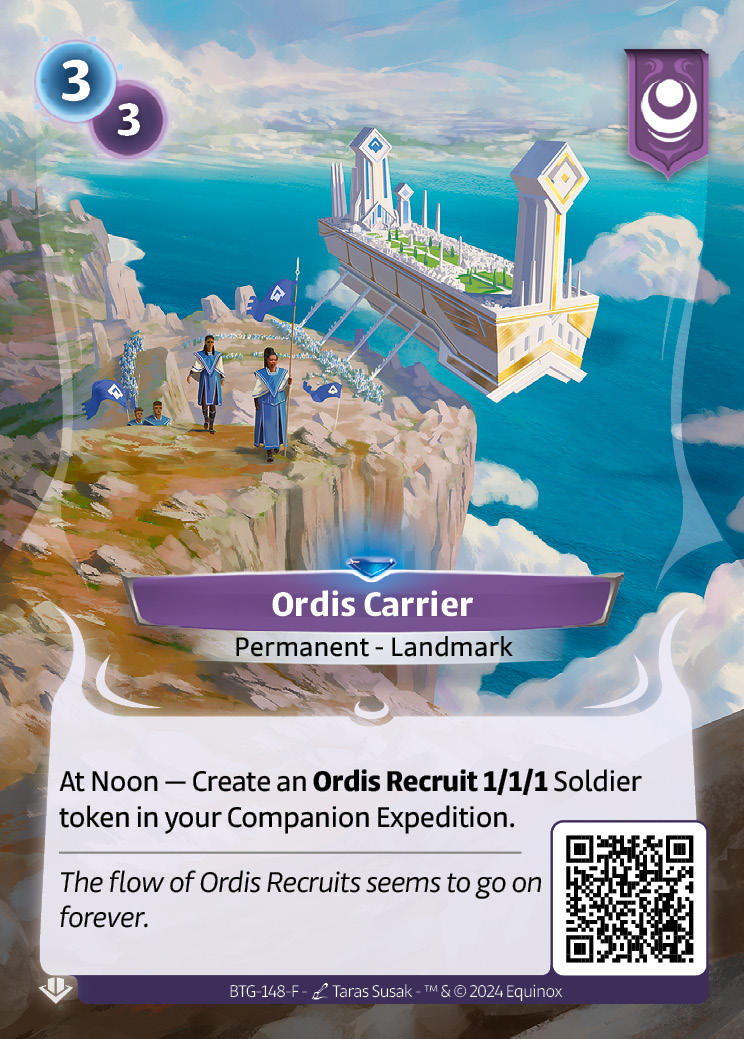 3
3
Ordis Carrier
Permanent - Landmark
At Noon — Create an Ordis Recruit 1/1/1 Soldier
token in your Companion Expedition.
The flow of Ordis Recruits seems to go on
forever.
BTG-148-F - Taras Susak - ™ & © 2024 Equinox